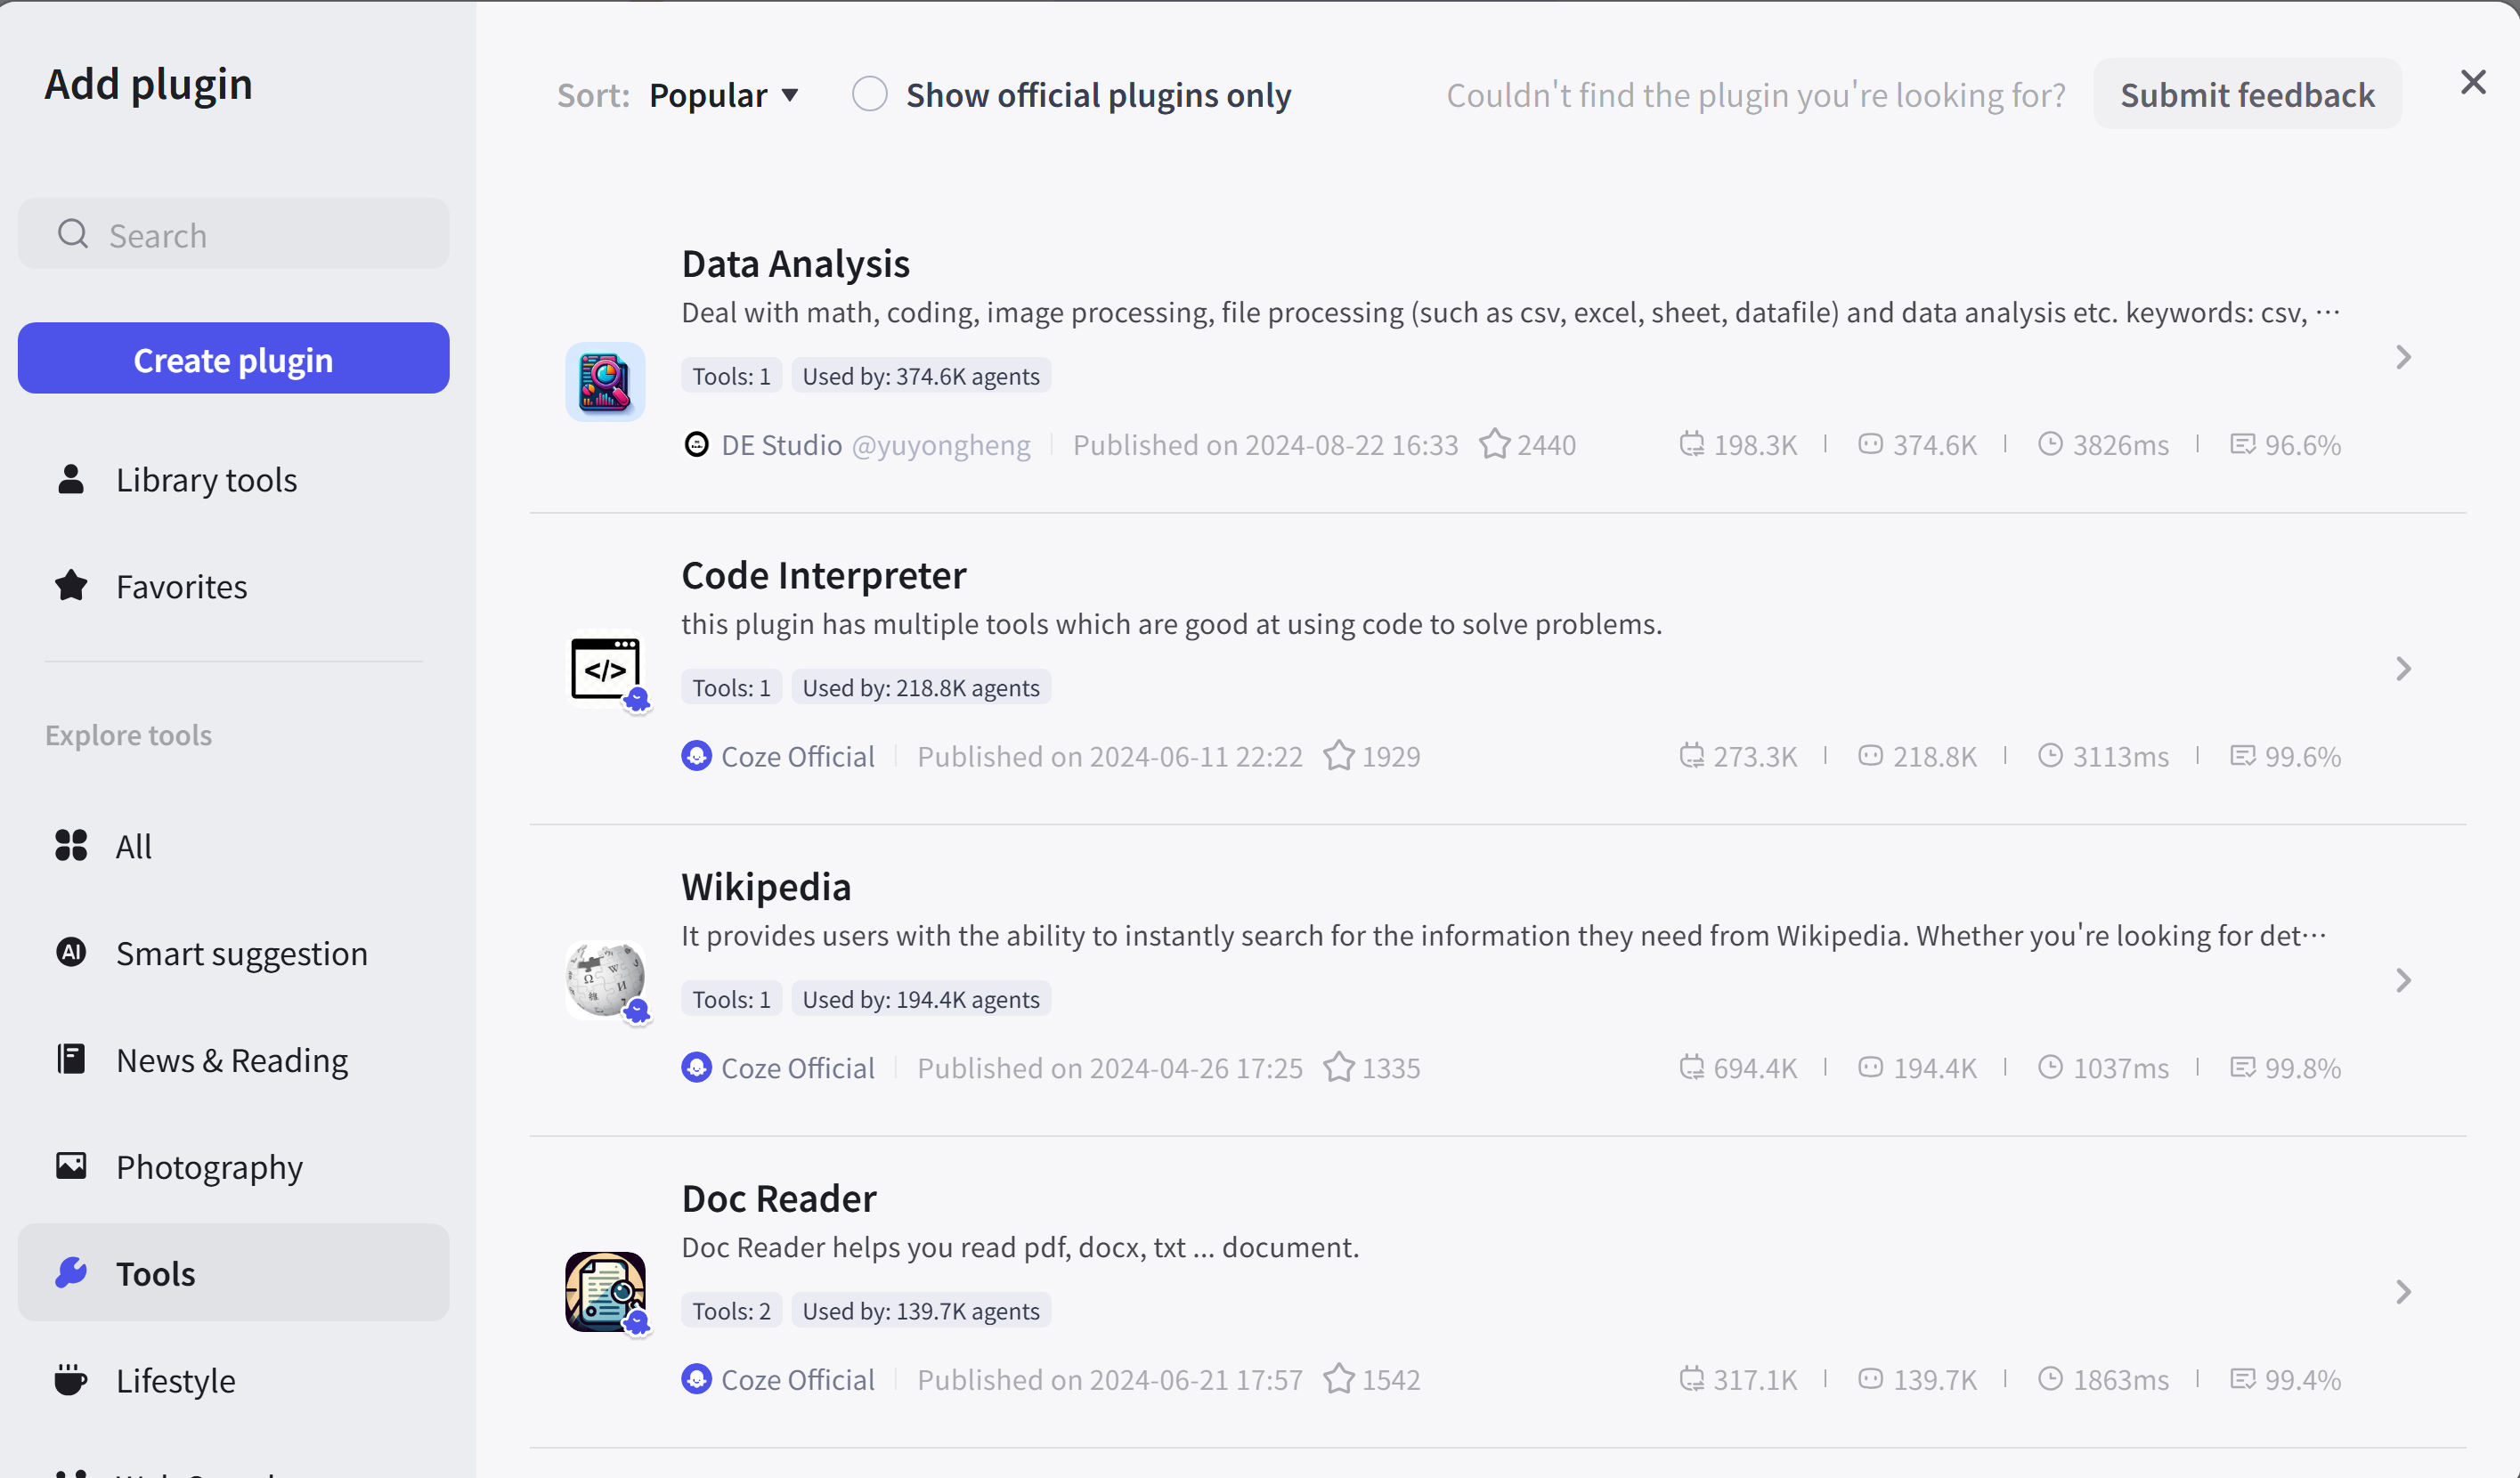 Add plugin
Search
Create plugin
Library tools
Favorites
Explore tools
All
Smart suggestion
News & Reading
Photography
Tools
Lifestyle
Sort: Popular
Show official plugins only
Couldn't find the plugin you're looking for?
Submit feedback
Data Analysis
Deal with math, coding, image processing, file processing (such as csv, excel, sheet, datafile) and data analysis etc. keywords: csv, ...
Tools: 1 Used by: 374.6K agents
DE Studio @yuyongheng Published on 2024-08-22 16:33 2440 198.3K 374.6K 3826ms 96.6%
Code Interpreter
this plugin has multiple tools which are good at using code to solve problems.
Tools: 1 Used by: 218.8K agents
Coze Official Published on 2024-06-11 22:22 1929 273.3K 218.8K 3113ms 99.6%
Wikipedia
It provides users with the ability to instantly search for the information they need from Wikipedia. Whether you're looking for det...
Tools: 1 Used by: 194.4K agents
Coze Official Published on 2024-04-26 17:25 1335 694.4K 194.4K 1037ms 99.8%
Doc Reader
Doc Reader helps you read pdf, docx, txt ... document.
Tools: 2 Used by: 139.7K agents
Coze Official Published on 2024-06-21 17:57 1542 317.1K 139.7K 1863ms 99.4%